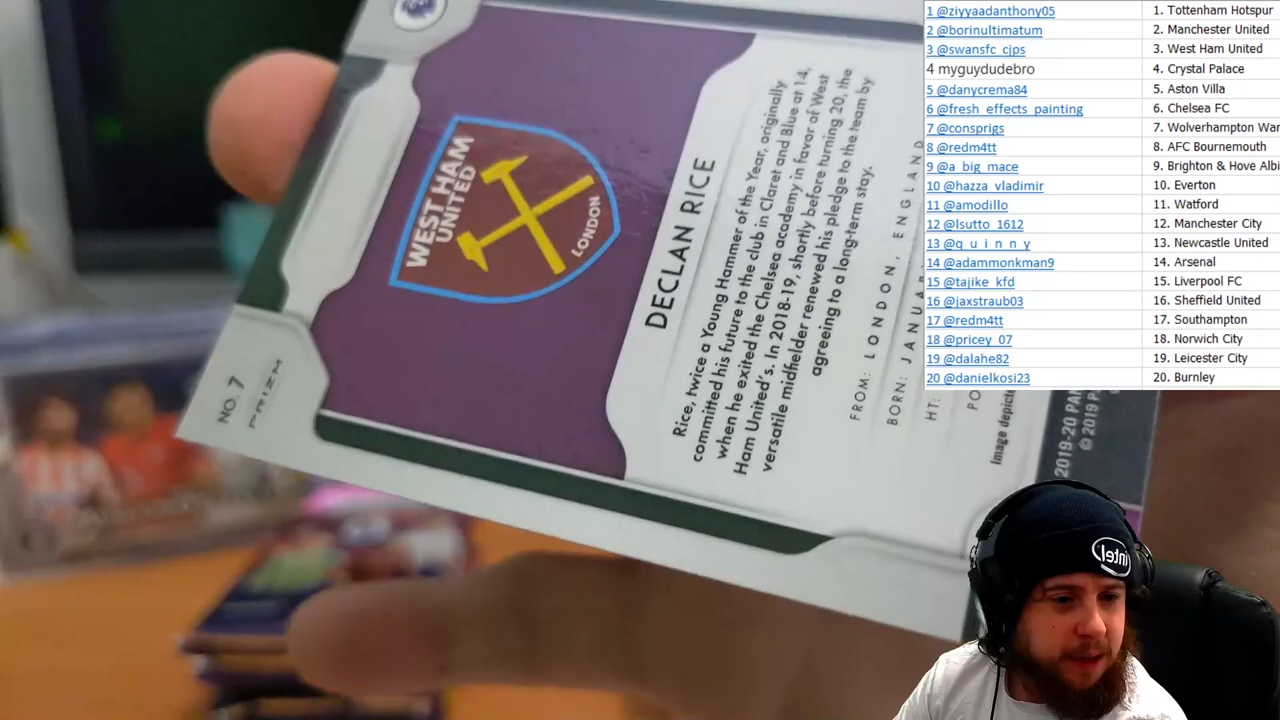 WEST HAM
UNITED
LONDON
DECLAN RICE
Rice, twice a Young Hammer of the Year, originally
committed his future to the club in Claret and Blue at 14,
when he exited the Chelsea academy in favor of West
Ham United's. In 2018-19, shortly before turning 20, the
versatile midfielder renewed his pledge to the team by
agreeing to a long-term stay.
FROM: LONDON, ENGLAND
BORN:
HT:
Image
2019-20
© 2019
NO. 7
PRIZM
1 @ziyyaadanthony05 1. Tottenham Hotspur
2 @borinultimatum 2. Manchester United
3 @swansfc_cjps 3. West Ham United
4 myguydudebro 4. Crystal Palace
5 @danycrema84 5. Aston Villa
6 @fresh_effects_painting 6. Chelsea FC
7 @consprigs 7. Wolverhampton Wan
8 @redm4tt 8. AFC Bournemouth
9 @a_big_mace 9. Brighton & Hove Albi
10 @hazza_vladimir 10. Everton
11 @amodillo 11. Watford
12 @lsutto_1612 12. Manchester City
13 @q_u_i_n_n_y 13. Newcastle United
14 @adammonkman9 14. Arsenal
15 @tajike_kfd 15. Liverpool FC
16 @jaxstraub03 16. Sheffield United
17 @redm4tt 17. Southampton
18 @pricey_07 18. Norwich City
19 @dalahe82 19. Leicester City
20 @danielkosi23 20. Burnley
intel